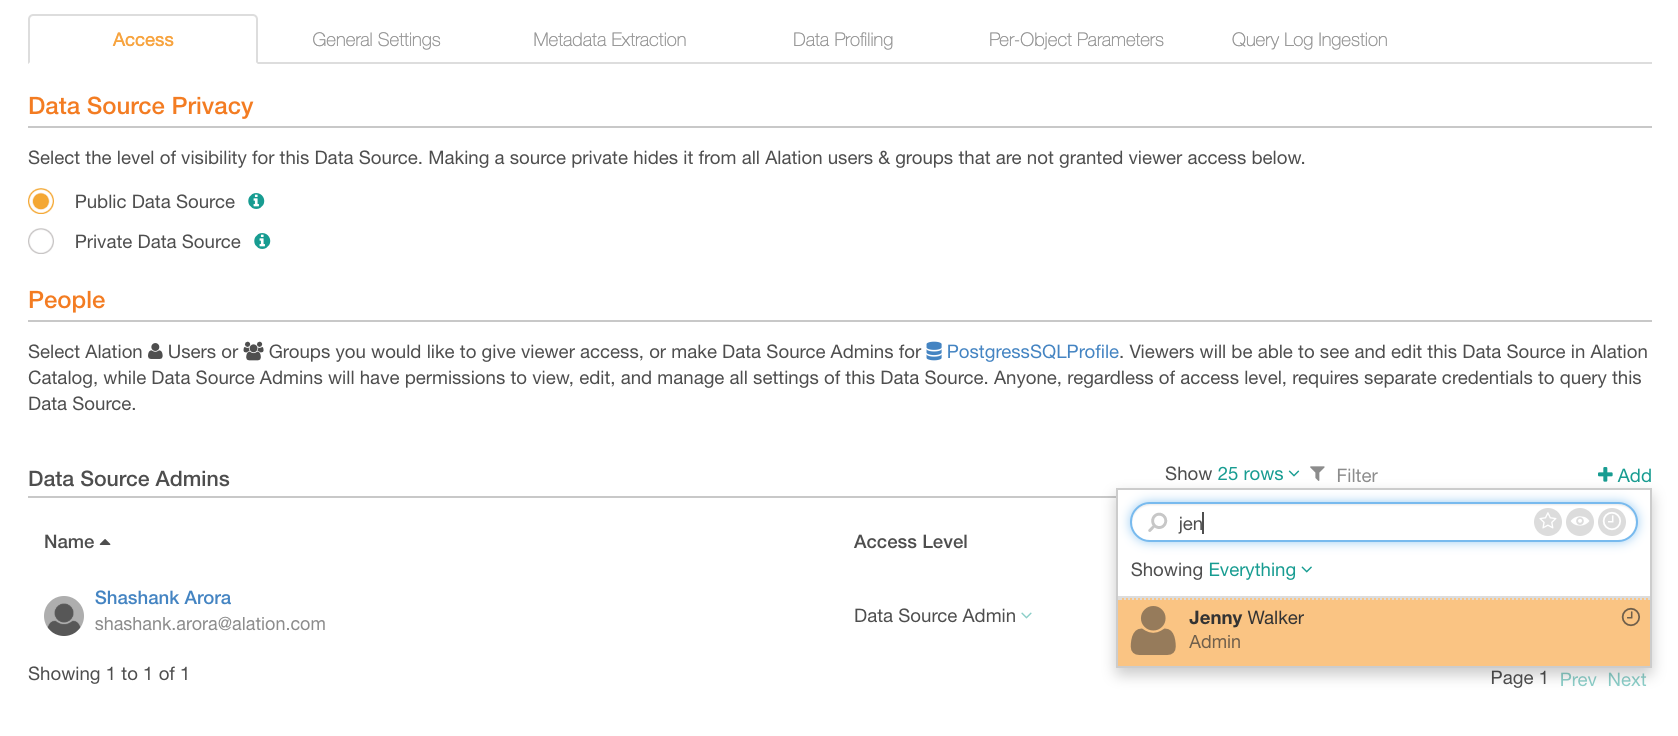 Access
General Settings
Metadata Extraction
Data Profiling
Per-Object Parameters
Query Log Ingestion
Data Source Privacy
Select the level of visibility for this Data Source. Making a source private hides it from all Alation users & groups that are not granted viewer access below.
Public Data Source
Private Data Source
People
Select Alation Users or Groups you would like to give viewer access, or make Data Source Admins for PostgressSQLProfile. Viewers will be able to see and edit this Data Source in Alation
Catalog, while Data Source Admins will have permissions to view, edit, and manage all settings of this Data Source. Anyone, regardless of access level, requires separate credentials to query this
Data Source.
Data Source Admins
Show 25 rows
Filter
+ Add
jen
Showing Everything
Name
Access Level
Shashank Arora
shashank.arora@alation.com
Data Source Admin
Jenny Walker
Admin
Showing 1 to 1 of 1
Page 1 Prev Next